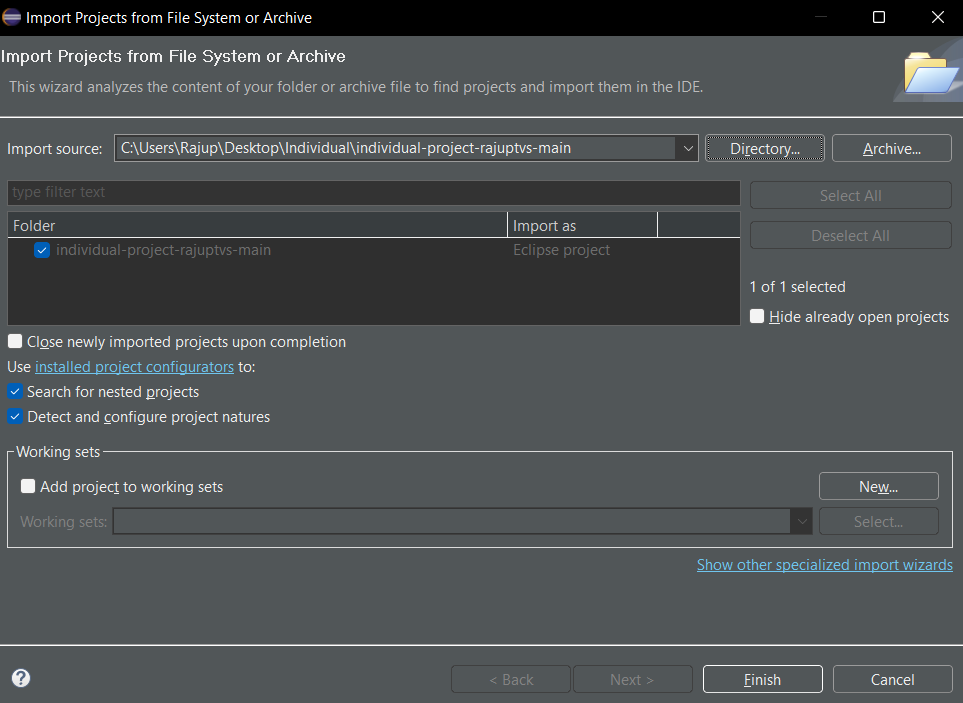 Import Projects from File System or Archive
Import Projects from File System or Archive
This wizard analyzes the content of your folder or archive file to find projects and import them in the IDE.
Import source: C:\Users\Rajup\Desktop\Individual\individual-project-rajuptvs-main Directory... Archive...
type filter text Select All
Folder Import as
individual-project-rajuptvs-main Eclipse project
Deselect All
1 of 1 selected
Hide already open projects
Close newly imported projects upon completion
Use installed project configurators to:
Search for nested projects
Detect and configure project natures
Working sets
Add project to working sets New...
Working sets: Select...
Show other specialized import wizards
? < Back Next > Finish Cancel